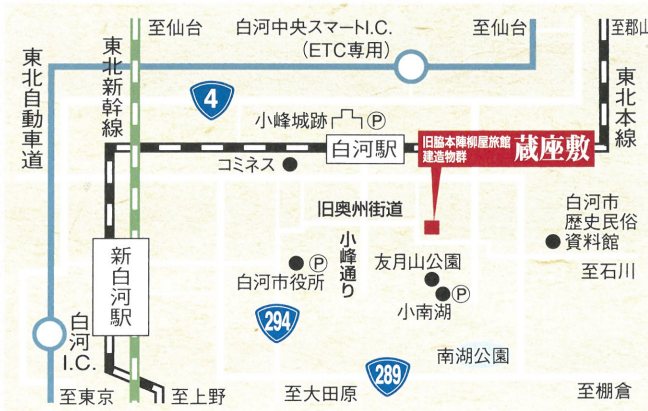 至仙台
白河中央スマートI.C.
（ETC専用）
至仙台
至郡山
東北自動車道
東北新幹線
4
東北本線
小峰城跡
P
白河駅
旧脇本陣柳屋旅館
建造物群
蔵座敷
コミネス
旧奥州街道
白河市
歴史民俗
資料館
小峰通り
新白河駅
P
白河市役所
友月山公園
P
小南湖
至石川
294
白河
I.C.
南湖公園
289
至東京
至上野
至大田原
至棚倉